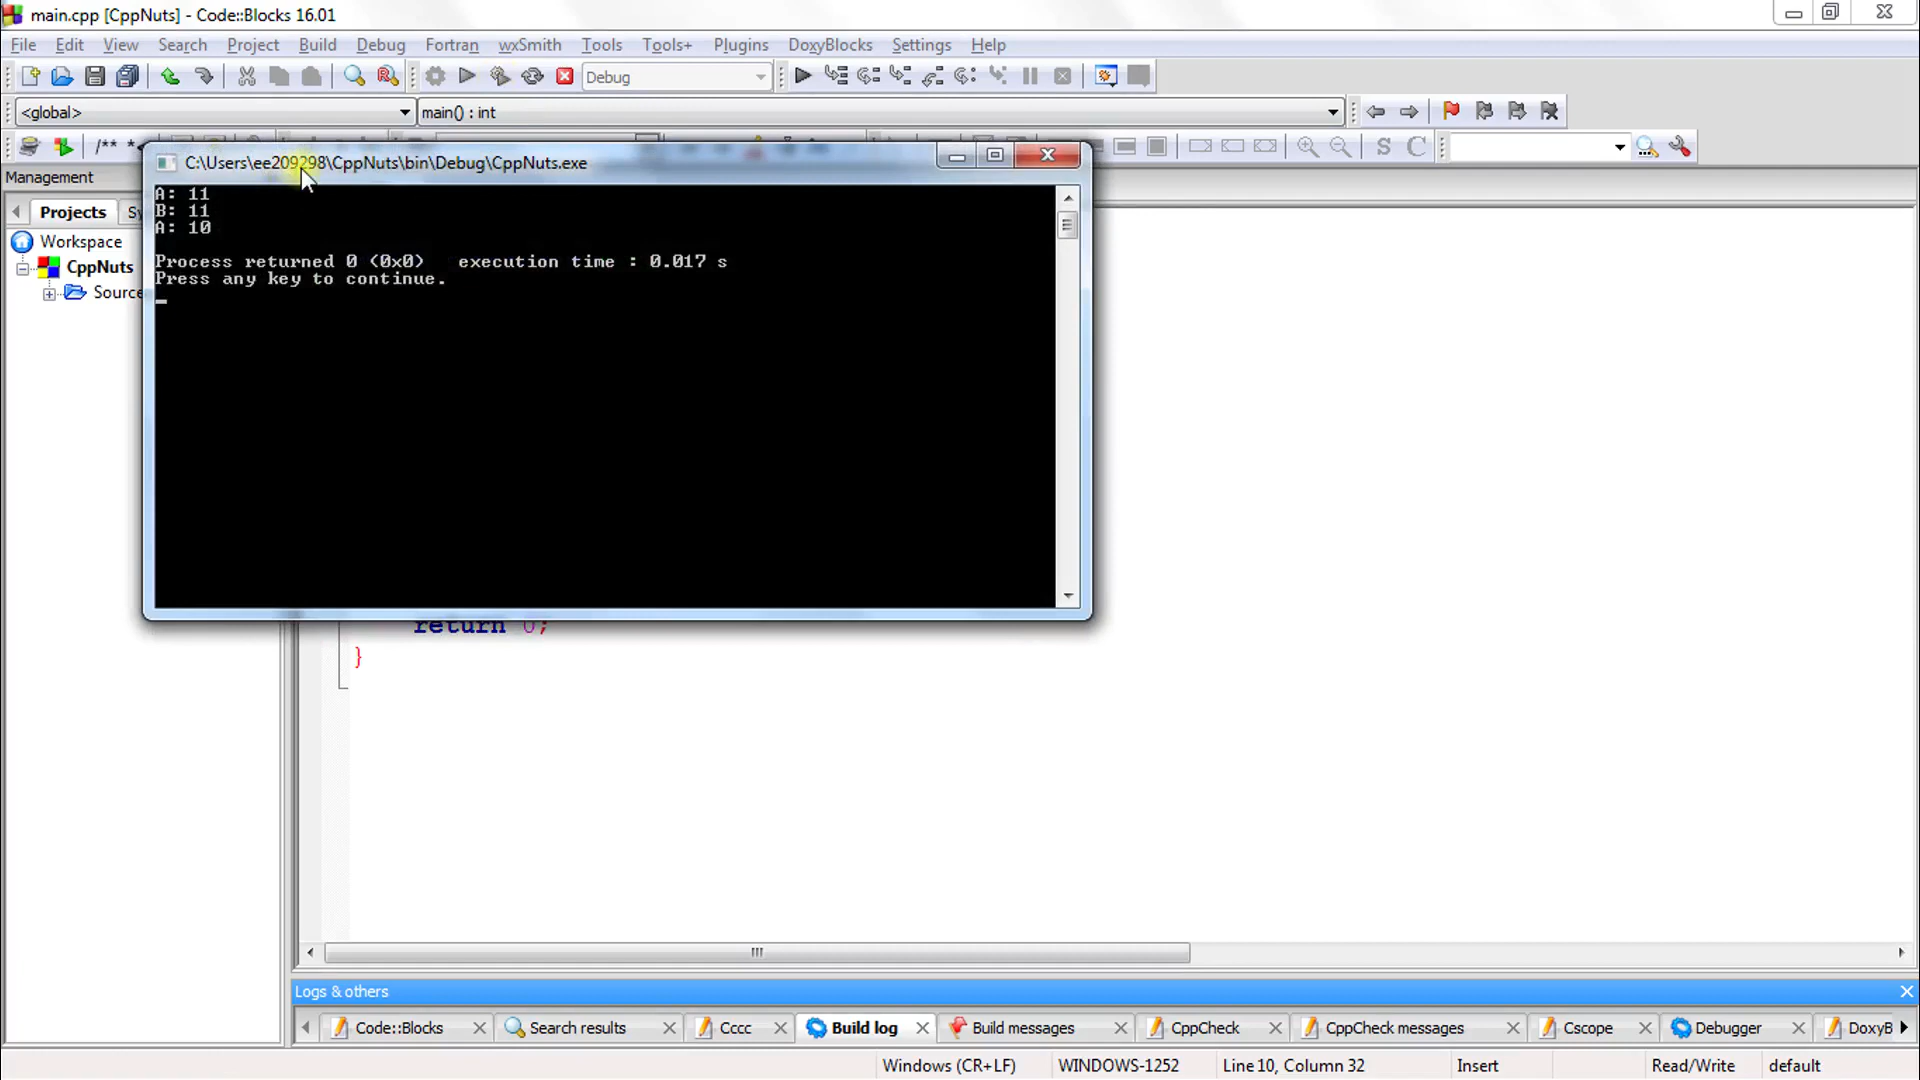 main.cpp [CppNuts] - Code::Blocks 16.01
File Edit View Search Project Build Debug Fortran wxSmith Tools Tools+ Plugins DoxyBlocks Settings Help
Debug
<global> main() : int
/** *
S C
C:\Users\ee209298\CppNuts\bin\Debug\CppNuts.exe
Management
Projects Sy
Workspace
CppNuts
Source
A: 11
B: 11
A: 10
Process returned 0 (0x0) execution time : 0.017 s
Press any key to continue.
return 0;
}
Logs & others
Code::Blocks Search results Cccc Build log Build messages CppCheck CppCheck messages Cscope Debugger DoxyB
Windows (CR+LF) WINDOWS-1252 Line 10, Column 32 Insert Read/Write default